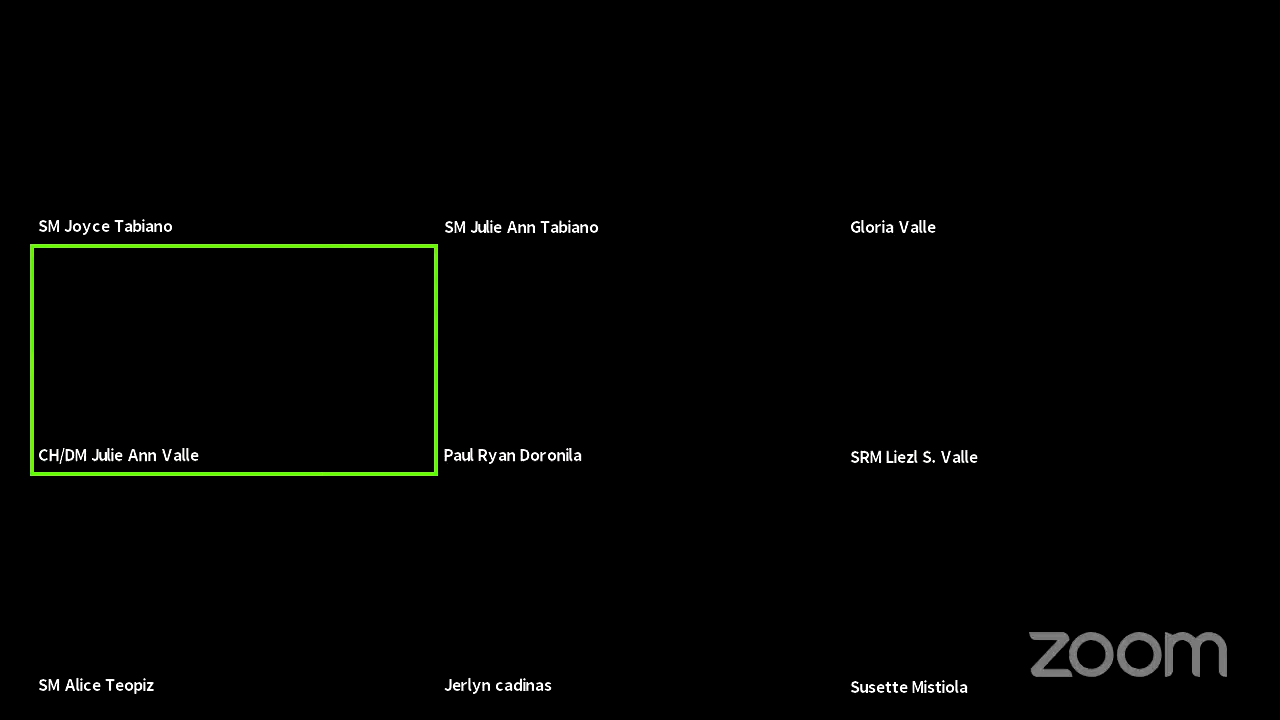 SM Joyce Tabiano
SM Julie Ann Tabiano
Gloria Valle
CH/DM Julie Ann Valle
Paul Ryan Doronila
SRM Liezl S. Valle
SM Alice Teopiz
Jerlyn cadinas
Susette Mistiola
zoom